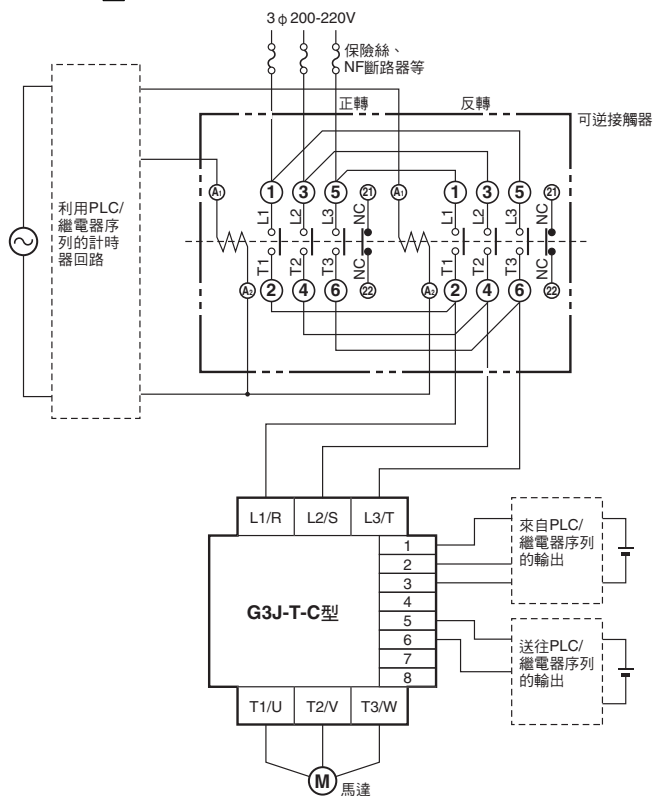 3φ200-220V
保險絲、
NF斷路器等
正轉
反轉
可逆接觸器
利用PLC/
繼電器序
列的計時
器回路
A1 1 3 5 21 A1 1 3 5 21
L1 L2 L3 NC L1 L2 L3 NC
T1 T2 T3 NC T1 T2 T3 NC
A2 2 4 6 22 A2 2 4 6 22
L1/R L2/S L3/T
1
2
3
4
5
6
7
8
G3J-T-C型
來自PLC/
繼電器序列
的輸出
送往PLC/
繼電器序列
的輸出
T1/U T2/V T3/W
M
馬達